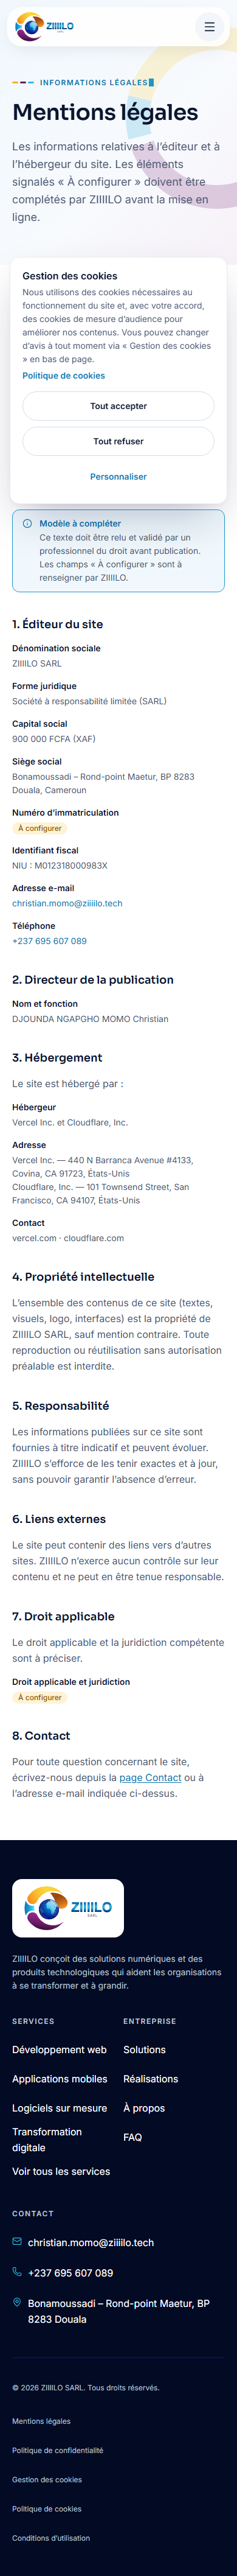 ZIIIILO
SARL
INFORMATIONS LÉGALES
Mentions légales
Les informations relatives à l’éditeur et à
l’hébergeur du site. Les éléments
signalés « À configurer » doivent être
complétés par ZIIIILO avant la mise en
ligne.
Gestion des cookies
Nous utilisons des cookies nécessaires au
fonctionnement du site et, avec votre accord,
des cookies de mesure d’audience pour
améliorer nos contenus. Vous pouvez changer
d’avis à tout moment via « Gestion des cookies
» en bas de page.
Politique de cookies
Tout accepter
Tout refuser
Personnaliser
Modèle à compléter
Ce texte doit être relu et validé par un
professionnel du droit avant publication.
Les champs « À configurer » sont à
renseigner par ZIIIILO.
1. Éditeur du site
Dénomination sociale
ZIIIILO SARL
Forme juridique
Société à responsabilité limitée (SARL)
Capital social
900 000 FCFA (XAF)
Siège social
Bonamoussadi – Rond-point Maetur, BP 8283
Douala, Cameroun
Numéro d’immatriculation
À configurer
Identifiant fiscal
NIU : M012318000983X
Adresse e-mail
christian.momo@ziiiilo.tech
Téléphone
+237 695 607 089
2. Directeur de la publication
Nom et fonction
DJOUNDA NGAPGHO MOMO Christian
3. Hébergement
Le site est hébergé par :
Hébergeur
Vercel Inc. et Cloudflare, Inc.
Adresse
Vercel Inc. — 440 N Barranca Avenue #4133,
Covina, CA 91723, États-Unis
Cloudflare, Inc. — 101 Townsend Street, San
Francisco, CA 94107, États-Unis
Contact
vercel.com · cloudflare.com
4. Propriété intellectuelle
L’ensemble des contenus de ce site (textes,
visuels, logo, interfaces) est la propriété de
ZIIIILO SARL, sauf mention contraire. Toute
reproduction ou réutilisation sans autorisation
préalable est interdite.
5. Responsabilité
Les informations publiées sur ce site sont
fournies à titre indicatif et peuvent évoluer.
ZIIIILO s’efforce de les tenir exactes et à jour,
sans pouvoir garantir l’absence d’erreur.
6. Liens externes
Le site peut contenir des liens vers d’autres
sites. ZIIIILO n’exerce aucun contrôle sur leur
contenu et ne peut en être tenue responsable.
7. Droit applicable
Le droit applicable et la juridiction compétente
sont à préciser.
Droit applicable et juridiction
À configurer
8. Contact
Pour toute question concernant le site,
écrivez-nous depuis la page Contact ou à
l’adresse e-mail indiquée ci-dessus.
ZIIIILO
SARL
ZIIIILO conçoit des solutions numériques et des
produits technologiques qui aident les organisations
à se transformer et à grandir.
SERVICES
Développement web
Applications mobiles
Logiciels sur mesure
Transformation
digitale
Voir tous les services
ENTREPRISE
Solutions
Réalisations
À propos
FAQ
CONTACT
christian.momo@ziiiilo.tech
+237 695 607 089
Bonamoussadi – Rond-point Maetur, BP
8283 Douala
© 2026 ZIIIILO SARL. Tous droits réservés.
Mentions légales
Politique de confidentialité
Gestion des cookies
Politique de cookies
Conditions d’utilisation